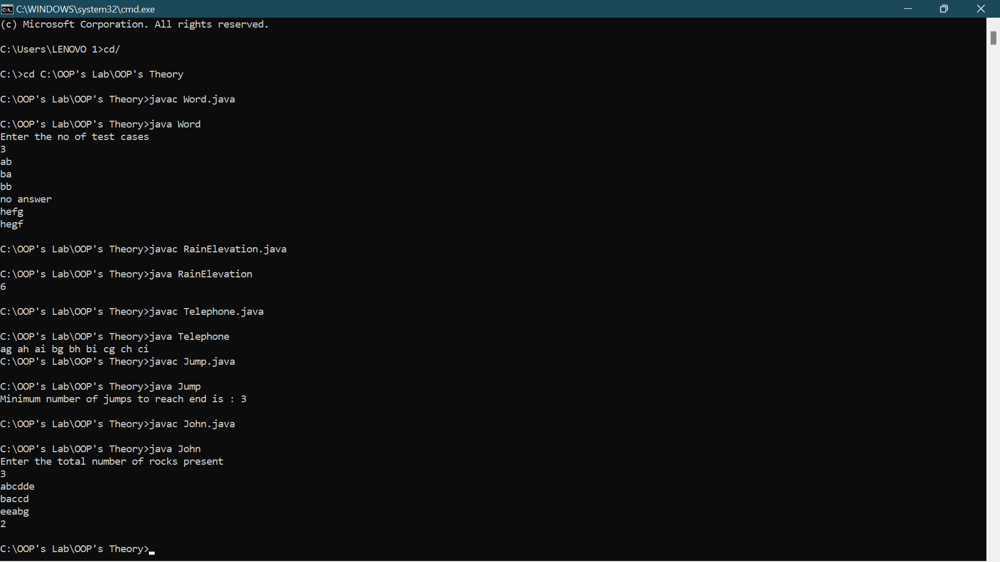 C:\WINDOWS\system32\cmd.exe
(c) Microsoft Corporation. All rights reserved.
C:\Users\LENOVO 1>cd/
C:\>cd C:\OOP's Lab\OOP's Theory
C:\OOP's Lab\OOP's Theory>javac Word.java
C:\OOP's Lab\OOP's Theory>java Word
Enter the no of test cases
3
ab
ba
bb
no answer
hefg
hegf
C:\OOP's Lab\OOP's Theory>javac RainElevation.java
C:\OOP's Lab\OOP's Theory>java RainElevation
6
C:\OOP's Lab\OOP's Theory>javac Telephone.java
C:\OOP's Lab\OOP's Theory>java Telephone
ag ah ai bg bh bi cg ch ci
C:\OOP's Lab\OOP's Theory>javac Jump.java
C:\OOP's Lab\OOP's Theory>java Jump
Minimum number of jumps to reach end is : 3
C:\OOP's Lab\OOP's Theory>javac John.java
C:\OOP's Lab\OOP's Theory>java John
Enter the total number of rocks present
3
abcdde
baccd
eeabg
2
C:\OOP's Lab\OOP's Theory>